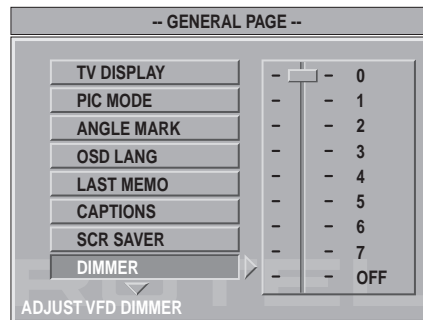 -- GENERAL PAGE --
TV DISPLAY
PIC MODE
ANGLE MARK
OSD LANG
LAST MEMO
CAPTIONS
SCR SAVER
DIMMER
0
1
2
3
4
5
6
7
OFF
ROTEL
ADJUST VFD DIMMER